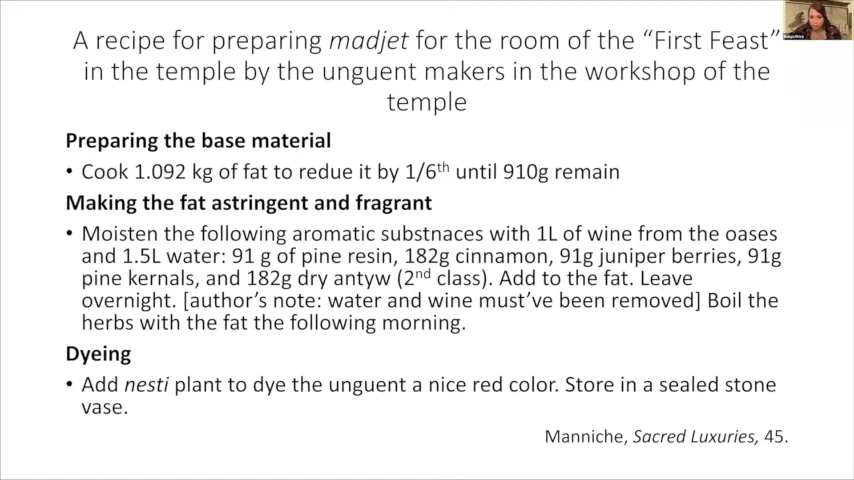 A recipe for preparing madjet for the room of the “First Feast”
in the temple by the unguent makers in the workshop of the
temple
Preparing the base material
• Cook 1.092 kg of fat to redue it by 1/6th until 910g remain
Making the fat astringent and fragrant
• Moisten the following aromatic substnaces with 1L of wine from the oases
and 1.5L water: 91 g of pine resin, 182g cinnamon, 91g juniper berries, 91g
pine kernals, and 182g dry antyw (2nd class). Add to the fat. Leave
overnight. [author’s note: water and wine must’ve been removed] Boil the
herbs with the fat the following morning.
Dyeing
• Add nesti plant to dye the unguent a nice red color. Store in a sealed stone
vase.
Manniche, Sacred Luxuries, 45.